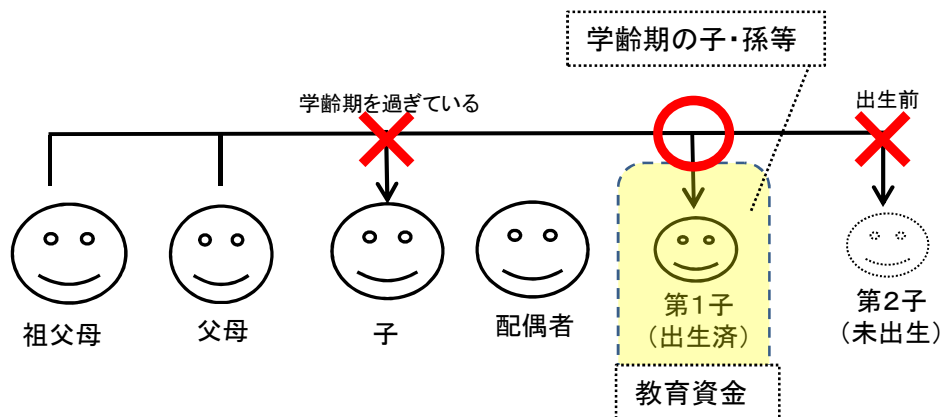 学齢期の子・孫等
学齢期を過ぎている
出生前
祖父母
父母
子
配偶者
第1子
（出生済）
第2子
（未出生）
教育資金